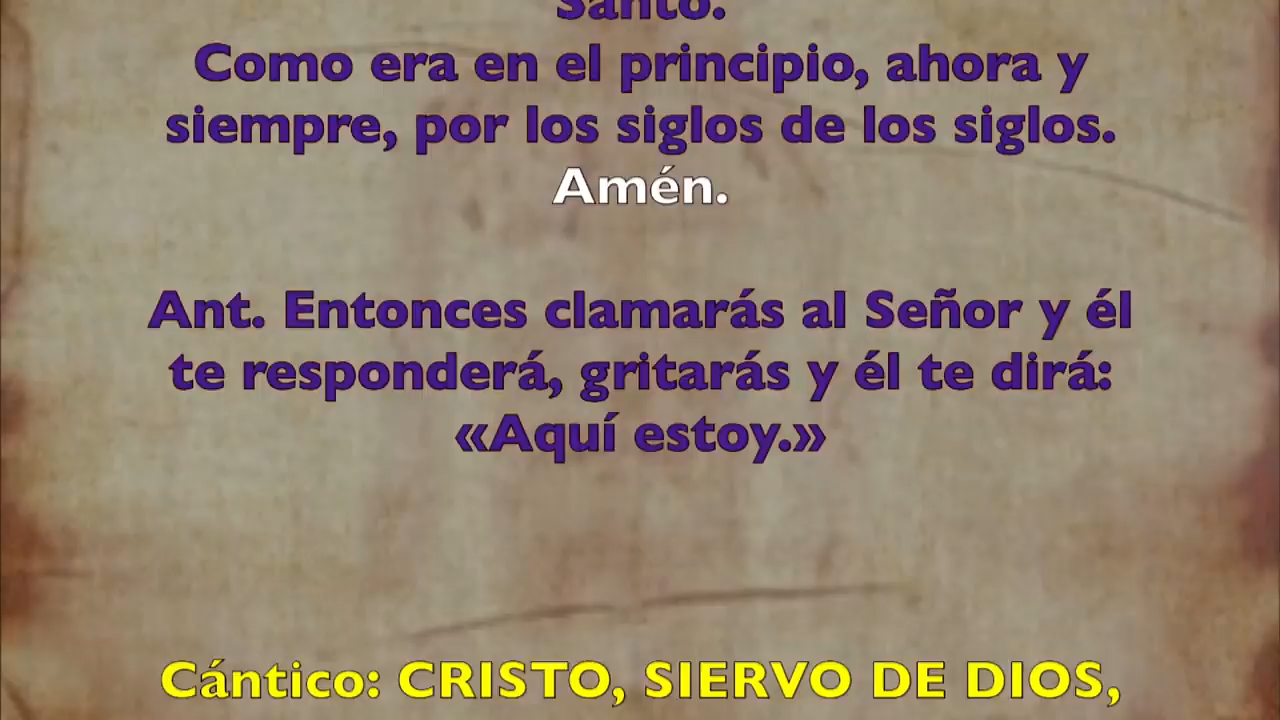 Santo.
Como era en el principio, ahora y
siempre, por los siglos de los siglos.
Amén.
Ant. Entonces clamarás al Señor y él
te responderá, gritarás y él te dirá:
«Aquí estoy.»
Cántico: CRISTO, SIERVO DE DIOS,